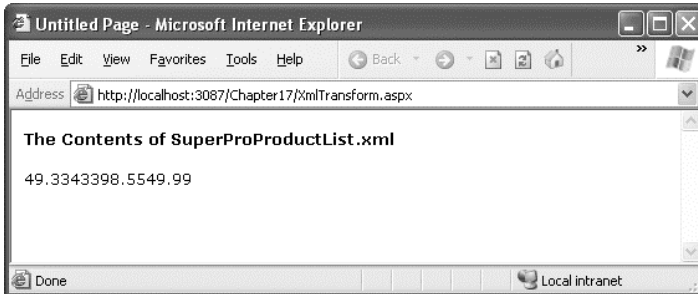 Untitled Page - Microsoft Internet Explorer
File Edit View Favorites Tools Help Back »
Address http://localhost:3087/Chapter17/XmlTransform.aspx
The Contents of SuperProProductList.xml
49.3343398.5549.99
Done Local intranet